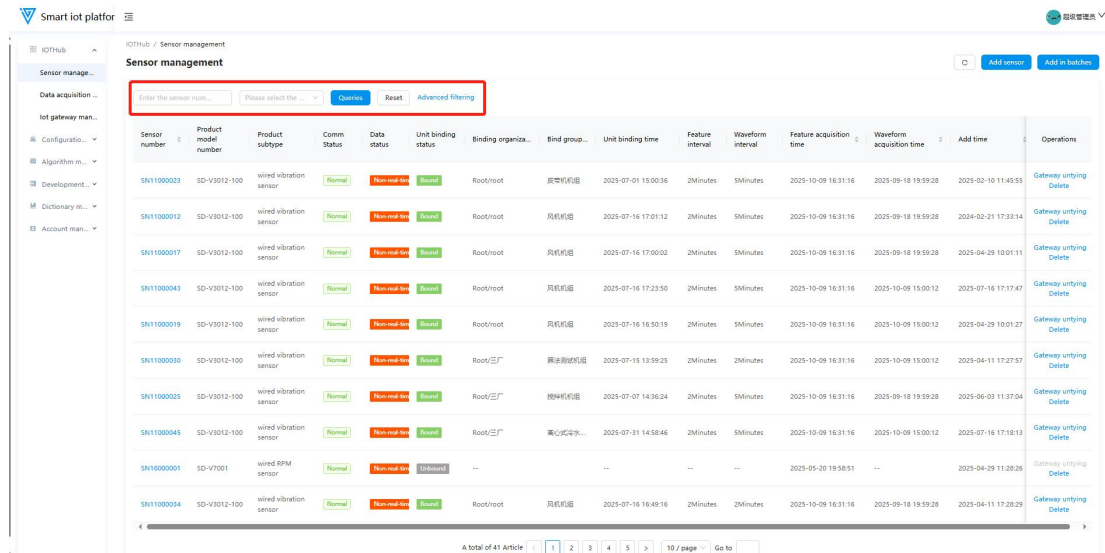 Smart iot platfor
超级管理员
IOTHub
Sensor manage...
Data acquisition ...
Iot gateway man...
Configuratio...
Algorithm m...
Development...
Dictionary m...
Account man...
IOTHub / Sensor management
Sensor management
Add sensor Add in batches
Enter the sensor num... Please select the ... Queries Reset Advanced filtering
Sensor number Product model number Product subtype Comm Status Data status Unit binding status Binding organiza... Bind group... Unit binding time Feature interval Waveform interval Feature acquisition time Waveform acquisition time Add time Operations
SN11000023 SD-V3012-100 wired vibration sensor Normal Non-real-tim Bound Root/root 皮带机机组 2025-07-01 15:00:36 2Minutes 5Minutes 2025-10-09 16:31:16 2025-09-18 19:59:28 2025-02-10 11:45:55 Gateway untying Delete
SN11000012 SD-V3012-100 wired vibration sensor Normal Non-real-tim Bound Root/root 风机机组 2025-07-16 17:01:12 2Minutes 5Minutes 2025-10-09 16:31:16 2025-09-18 19:59:28 2024-02-21 17:33:14 Gateway untying Delete
SN11000017 SD-V3012-100 wired vibration sensor Normal Non-real-tim Bound Root/root 风机机组 2025-07-16 17:00:02 2Minutes 5Minutes 2025-10-09 16:31:16 2025-09-18 19:59:28 2025-04-29 10:01:11 Gateway untying Delete
SN11000043 SD-V3012-100 wired vibration sensor Normal Non-real-tim Bound Root/root 风机机组 2025-07-16 17:23:50 2Minutes 5Minutes 2025-10-09 16:31:16 2025-10-09 15:00:12 2025-07-16 17:17:47 Gateway untying Delete
SN11000019 SD-V3012-100 wired vibration sensor Normal Non-real-tim Bound Root/root 风机机组 2025-07-16 16:50:19 2Minutes 5Minutes 2025-10-09 16:31:16 2025-10-09 15:00:12 2025-04-29 10:01:27 Gateway untying Delete
SN11000030 SD-V3012-100 wired vibration sensor Normal Non-real-tim Bound Root/三厂 算法测试机组 2025-07-15 13:59:25 2Minutes 2Minutes 2025-10-09 16:31:16 2025-10-09 15:00:12 2025-04-11 17:27:57 Gateway untying Delete
SN11000025 SD-V3012-100 wired vibration sensor Normal Non-real-tim Bound Root/三厂 搅拌机机组 2025-07-07 14:36:24 2Minutes 5Minutes 2025-10-09 16:31:16 2025-09-18 19:59:28 2025-06-03 11:37:04 Gateway untying Delete
SN11000045 SD-V3012-100 wired vibration sensor Normal Non-real-tim Bound Root/三厂 离心式冷水... 2025-07-31 14:58:46 2Minutes 5Minutes 2025-10-09 16:31:16 2025-10-09 15:00:12 2025-07-16 17:18:13 Gateway untying Delete
SN16000001 SD-V7001 wired RPM sensor Normal Non-real-tim Unbound -- -- -- -- 2025-05-20 19:58:51 -- 2025-04-29 11:28:26 Gateway untying Delete
SN11000034 SD-V3012-100 wired vibration sensor Normal Non-real-tim Bound Root/root 风机机组 2025-07-16 16:49:16 2Minutes 2Minutes 2025-10-09 16:31:16 2025-09-18 19:59:28 2025-04-11 17:28:29 Gateway untying Delete
A total of 41 Article < 1 2 3 4 5 > 10 / page Go to